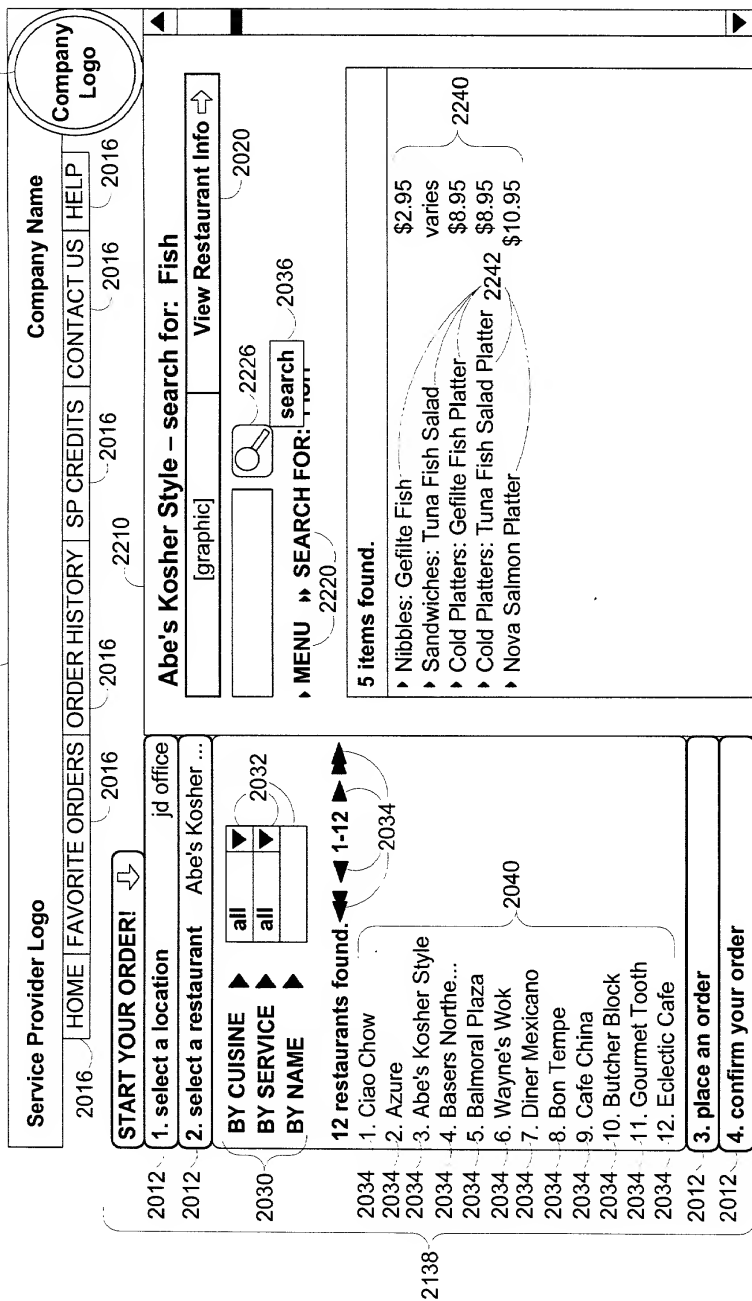 Service Provider Logo
Company Name
Company
Logo
2016
HOME
FAVORITE ORDERS
ORDER HISTORY
SP CREDITS
CONTACT US
HELP
2016
2016
2016
2016
2016
START YOUR ORDER!
2210
2012
1. select a location
jd office
2012
2. select a restaurant
Abe's Kosher ...
2030
BY CUISINE
all
BY SERVICE
all
BY NAME
2032
12 restaurants found.
1-12
2034
2034
1. Ciao Chow
2034
2. Azure
2034
3. Abe's Kosher Style
2034
4. Basers Northe...
2034
5. Balmoral Plaza
2034
6. Wayne's Wok
2034
7. Diner Mexicano
2034
8. Bon Tempe
2034
9. Cafe China
2034
10. Butcher Block
2034
11. Gourmet Tooth
2034
12. Eclectic Cafe
2040
2012
3. place an order
2012
4. confirm your order
2138
Abe's Kosher Style – search for: Fish
[graphic]
View Restaurant Info
2020
2226
search
2036
MENU » SEARCH FOR:
2220
5 items found.
Nibbles: Gefilte Fish $2.95
Sandwiches: Tuna Fish Salad varies
Cold Platters: Gefilte Fish Platter $8.95
Cold Platters: Tuna Fish Salad Platter $8.95
Nova Salmon Platter $10.95
2242
2240